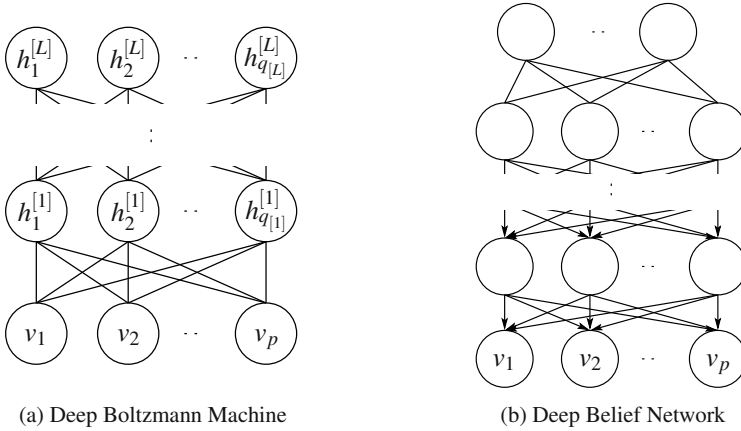 h_1^{[L]} h_2^{[L]} ·· h_{q_{[L]}}^{[L]}
··
:
h_1^{[1]} h_2^{[1]} ·· h_{q_{[1]}}^{[1]}
:
··
··
v_1 v_2 ·· v_p
v_1 v_2 ·· v_p
(a) Deep Boltzmann Machine
(b) Deep Belief Network